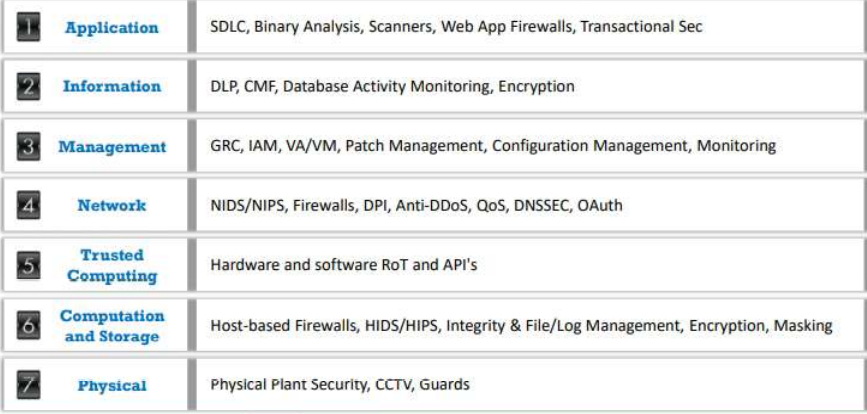 1 Application SDLC, Binary Analysis, Scanners, Web App Firewalls, Transactional Sec
2 Information DLP, CMF, Database Activity Monitoring, Encryption
3 Management GRC, IAM, VA/VM, Patch Management, Configuration Management, Monitoring
4 Network NIDS/NIPS, Firewalls, DPI, Anti-DDoS, QoS, DNSSEC, OAuth
5 Trusted
Computing Hardware and software RoT and API's
6 Computation
and Storage Host-based Firewalls, HIDS/HIPS, Integrity & File/Log Management, Encryption, Masking
7 Physical Physical Plant Security, CCTV, Guards